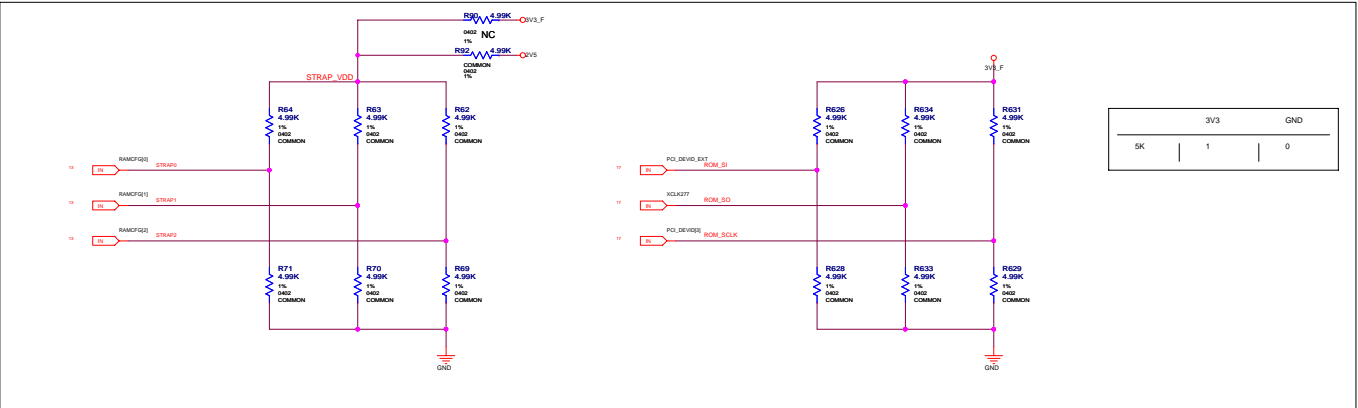 R90 4.99K 3V3_F
0402 NC
1%
R92 4.99K 2V5
COMMON
0402
1%
STRAP_VDD
R64
4.99K
1%
0402
COMMON
R63
4.99K
1%
0402
COMMON
R62
4.99K
1%
0402
COMMON
RAMCFG[0]
IN STRAP0
RAMCFG[1]
IN STRAP1
RAMCFG[2]
IN STRAP2
R71
4.99K
1%
0402
COMMON
R70
4.99K
1%
0402
COMMON
R69
4.99K
1%
0402
COMMON
GND
3V3_F
R626
4.99K
1%
0402
COMMON
R634
4.99K
1%
0402
COMMON
R631
4.99K
1%
0402
COMMON
PCI_DEVID_EXT
IN ROM_SI
XCLK277
IN ROM_SO
PCI_DEVID[3]
IN ROM_SCLK
R628
4.99K
1%
0402
COMMON
R633
4.99K
1%
0402
COMMON
R629
4.99K
1%
0402
COMMON
GND
3V3 GND
5K 1 0